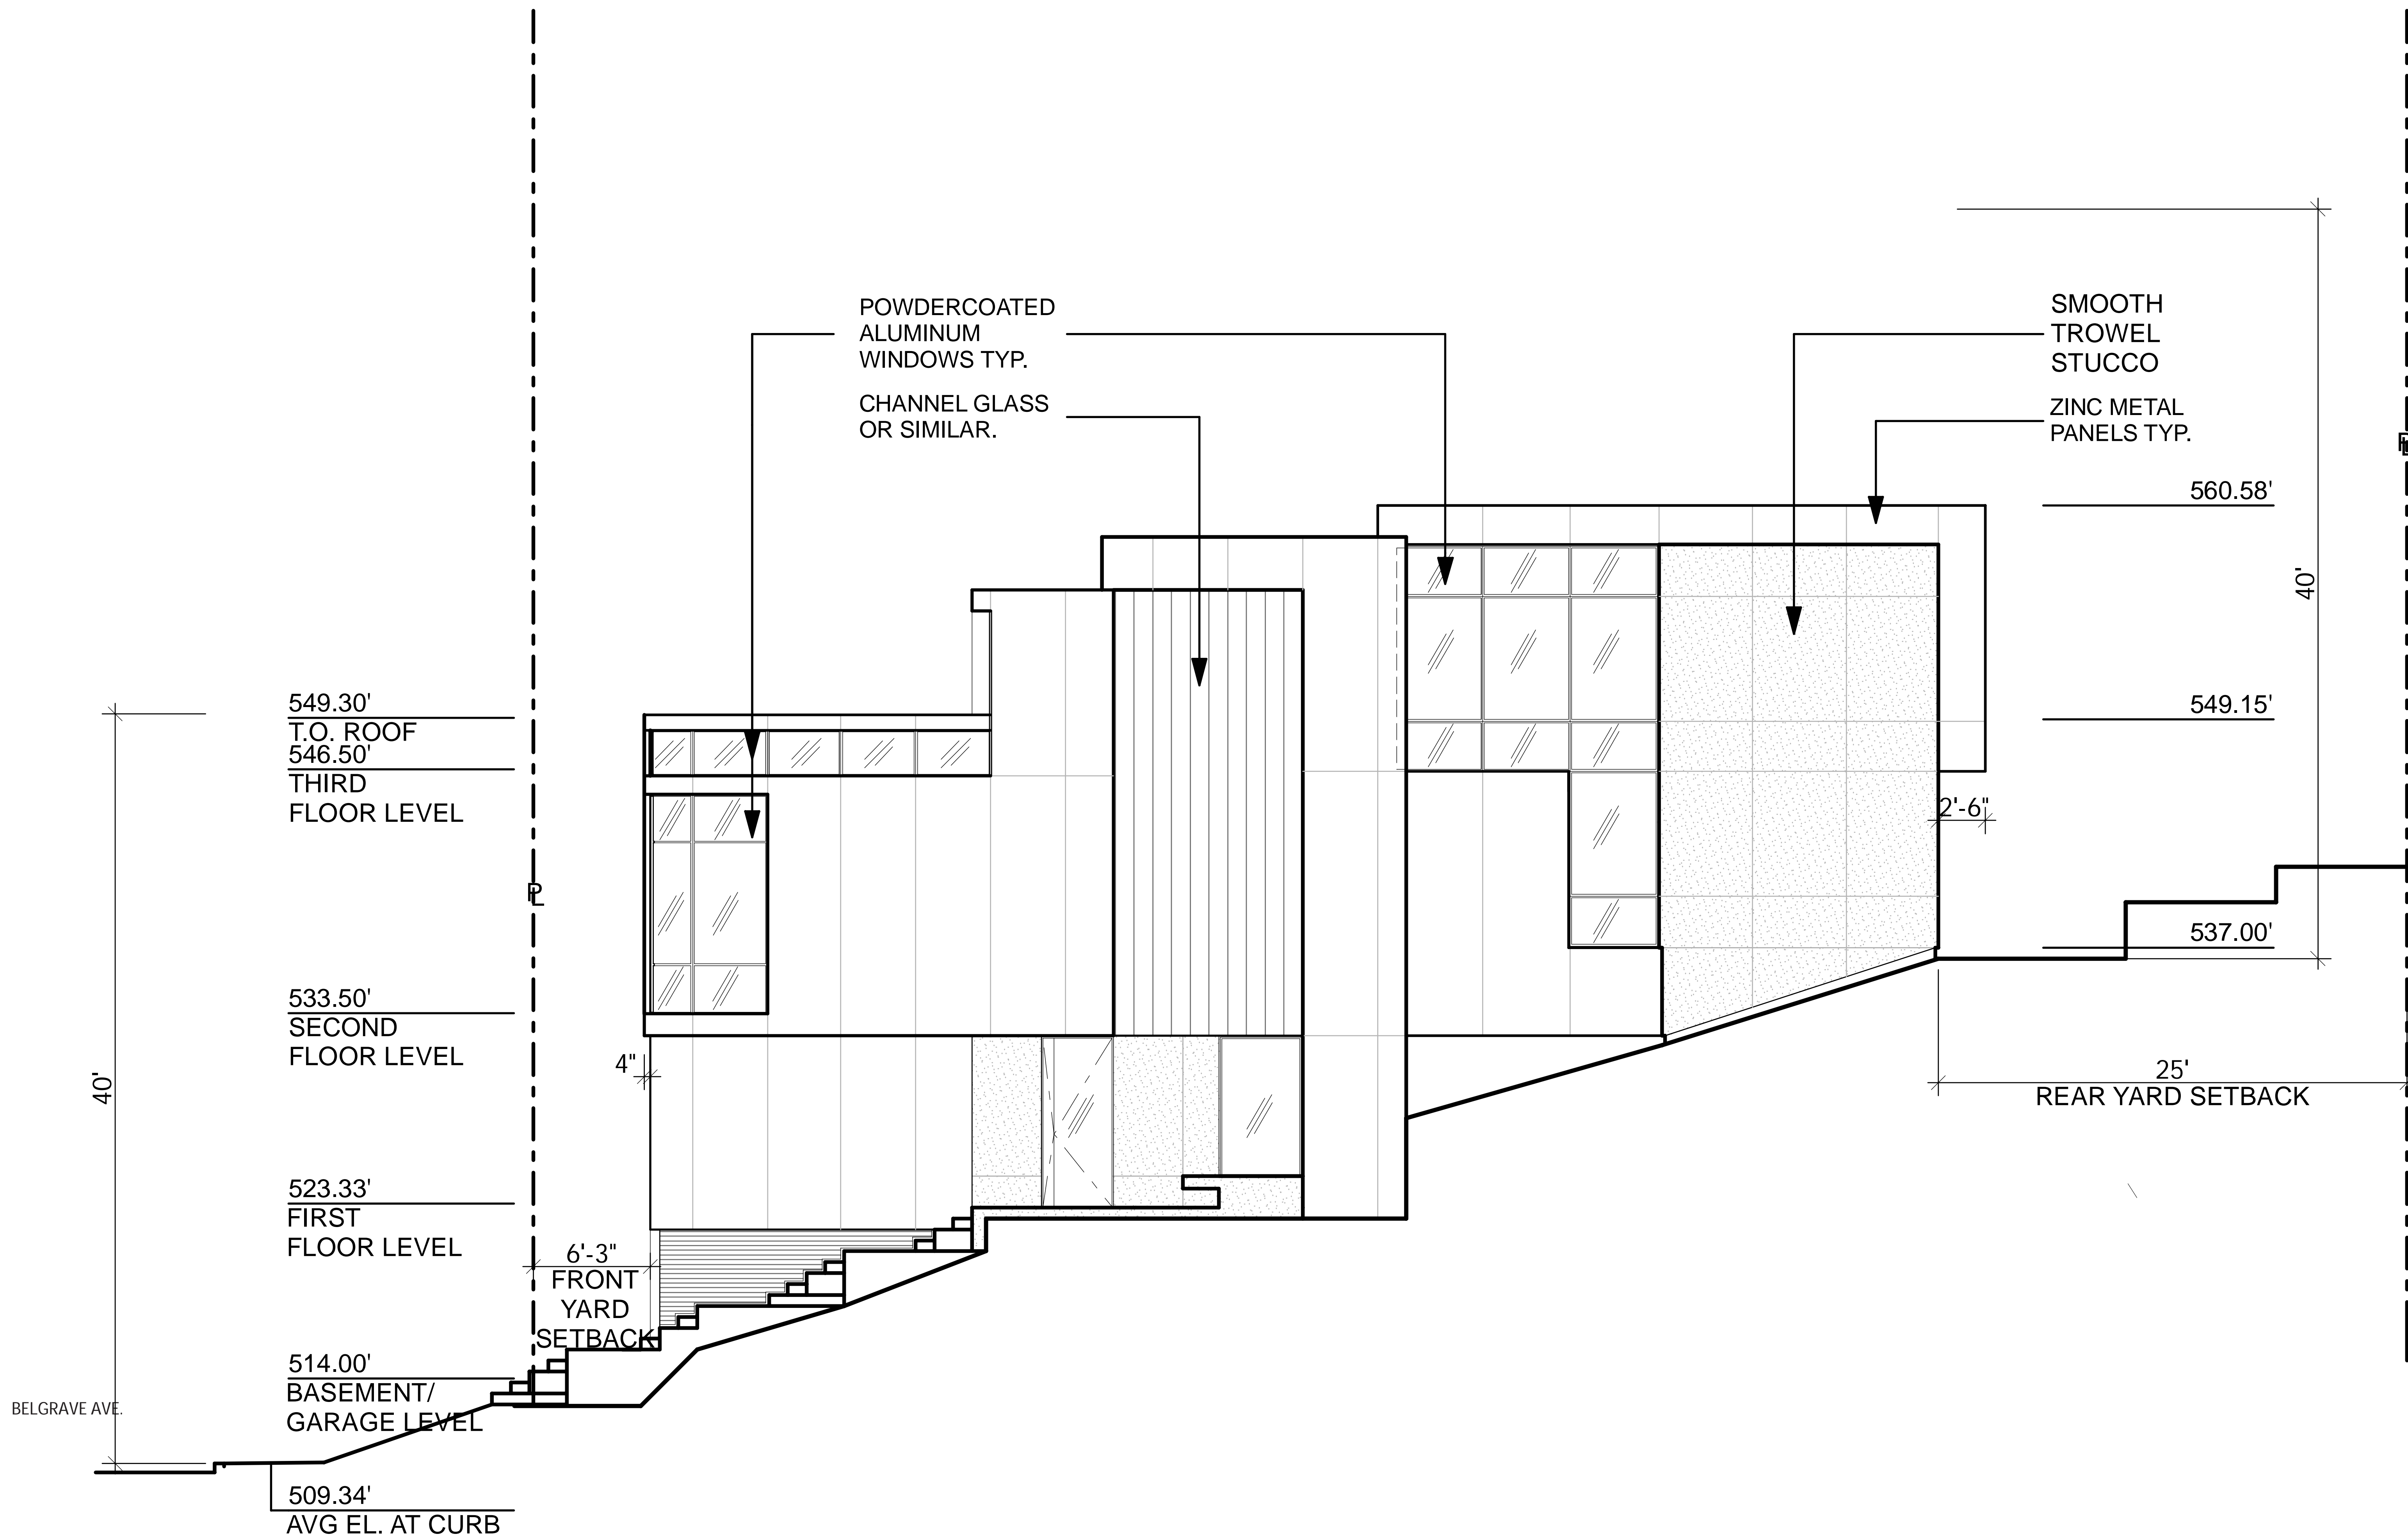 POWDERCOATED
ALUMINUM
WINDOWS TYP.
CHANNEL GLASS
OR SIMILAR.
SMOOTH
TROWEL
STUCCO
ZINC METAL
PANELS TYP.
560.58'
40'
549.15'
2'-6"
537.00'
25'
REAR YARD SETBACK
549.30'
T.O. ROOF
546.50'
THIRD
FLOOR LEVEL
PL
533.50'
SECOND
FLOOR LEVEL
4"
40'
523.33'
FIRST
FLOOR LEVEL
6'-3"
FRONT
YARD
SETBACK
514.00'
BASEMENT/
GARAGE LEVEL
BELGRAVE AVE.
509.34'
AVG EL. AT CURB